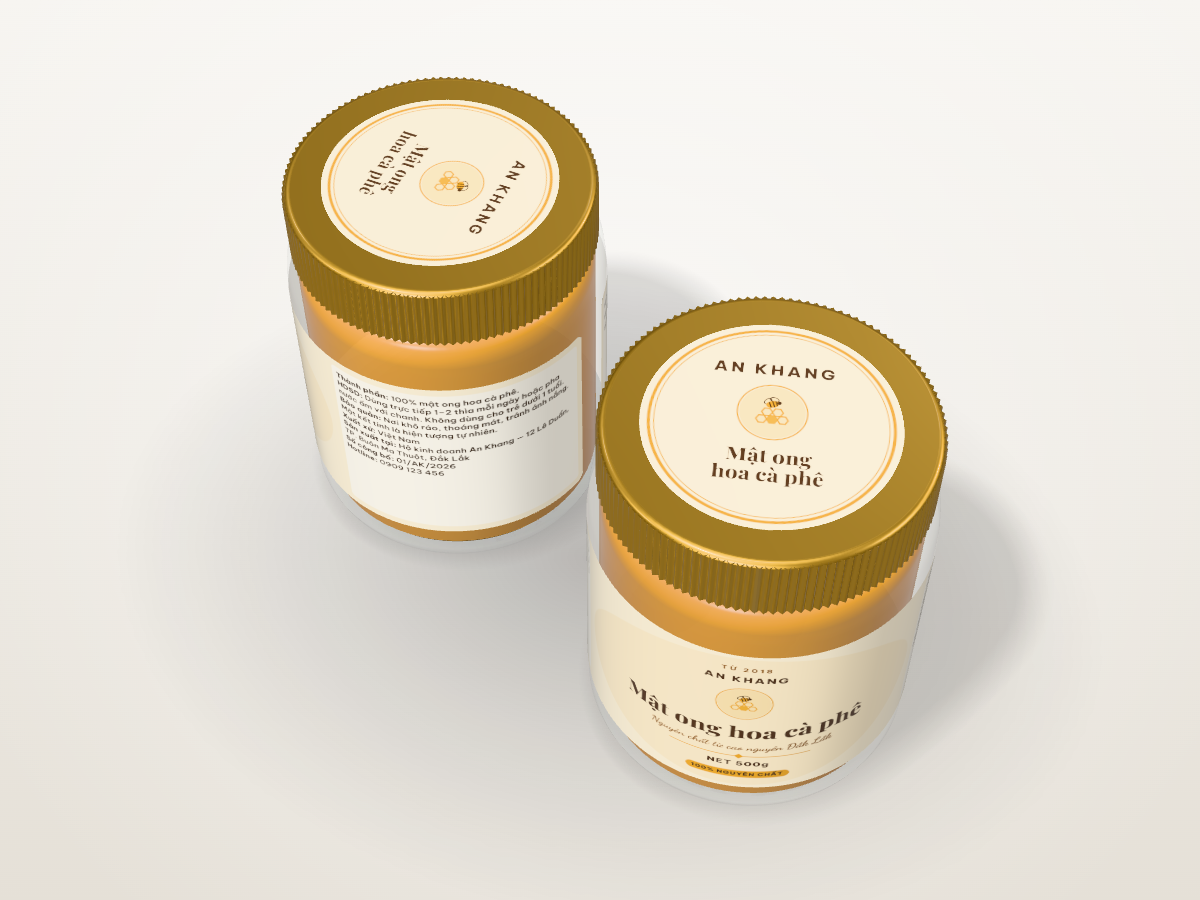 AN KHANG
Mật ong
hoa cà phê
Thành phần: 100% mật ong hoa cà phê.
HDSD: Dùng trực tiếp 1–2 thìa mỗi ngày hoặc pha
nước ấm với chanh. Không dùng cho trẻ dưới 1 tuổi.
Bảo quản: Nơi khô ráo, thoáng mát, tránh ánh nắng.
Mật kết tinh là hiện tượng tự nhiên.
Xuất xứ: Việt Nam
Sản xuất tại: Hộ kinh doanh An Khang – 12 Lê Duẩn,
TP. Buôn Ma Thuột, Đắk Lắk
Số công bố: 01/AK/2026
Hotline: 0909 123 456
AN KHANG
Mật ong
hoa cà phê
TỪ 2018
AN KHANG
Mật ong hoa cà phê
Nguyên chất từ cao nguyên Đắk Lắk
NET 500g
100% NGUYÊN CHẤT